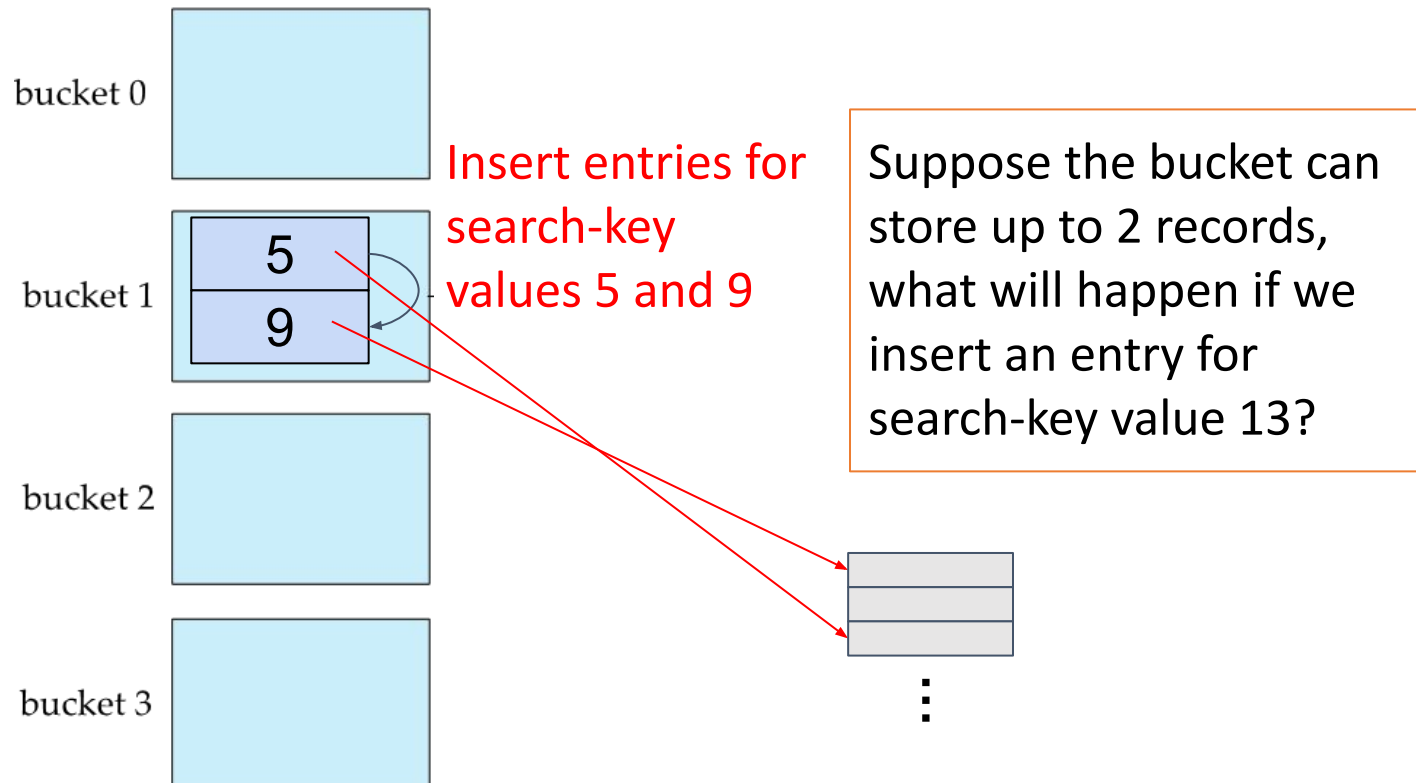 bucket 0
Insert entries for
search-key
values 5 and 9
bucket 1
5
9
bucket 2
bucket 3
Suppose the bucket can
store up to 2 records,
what will happen if we
insert an entry for
search-key value 13?
⋮